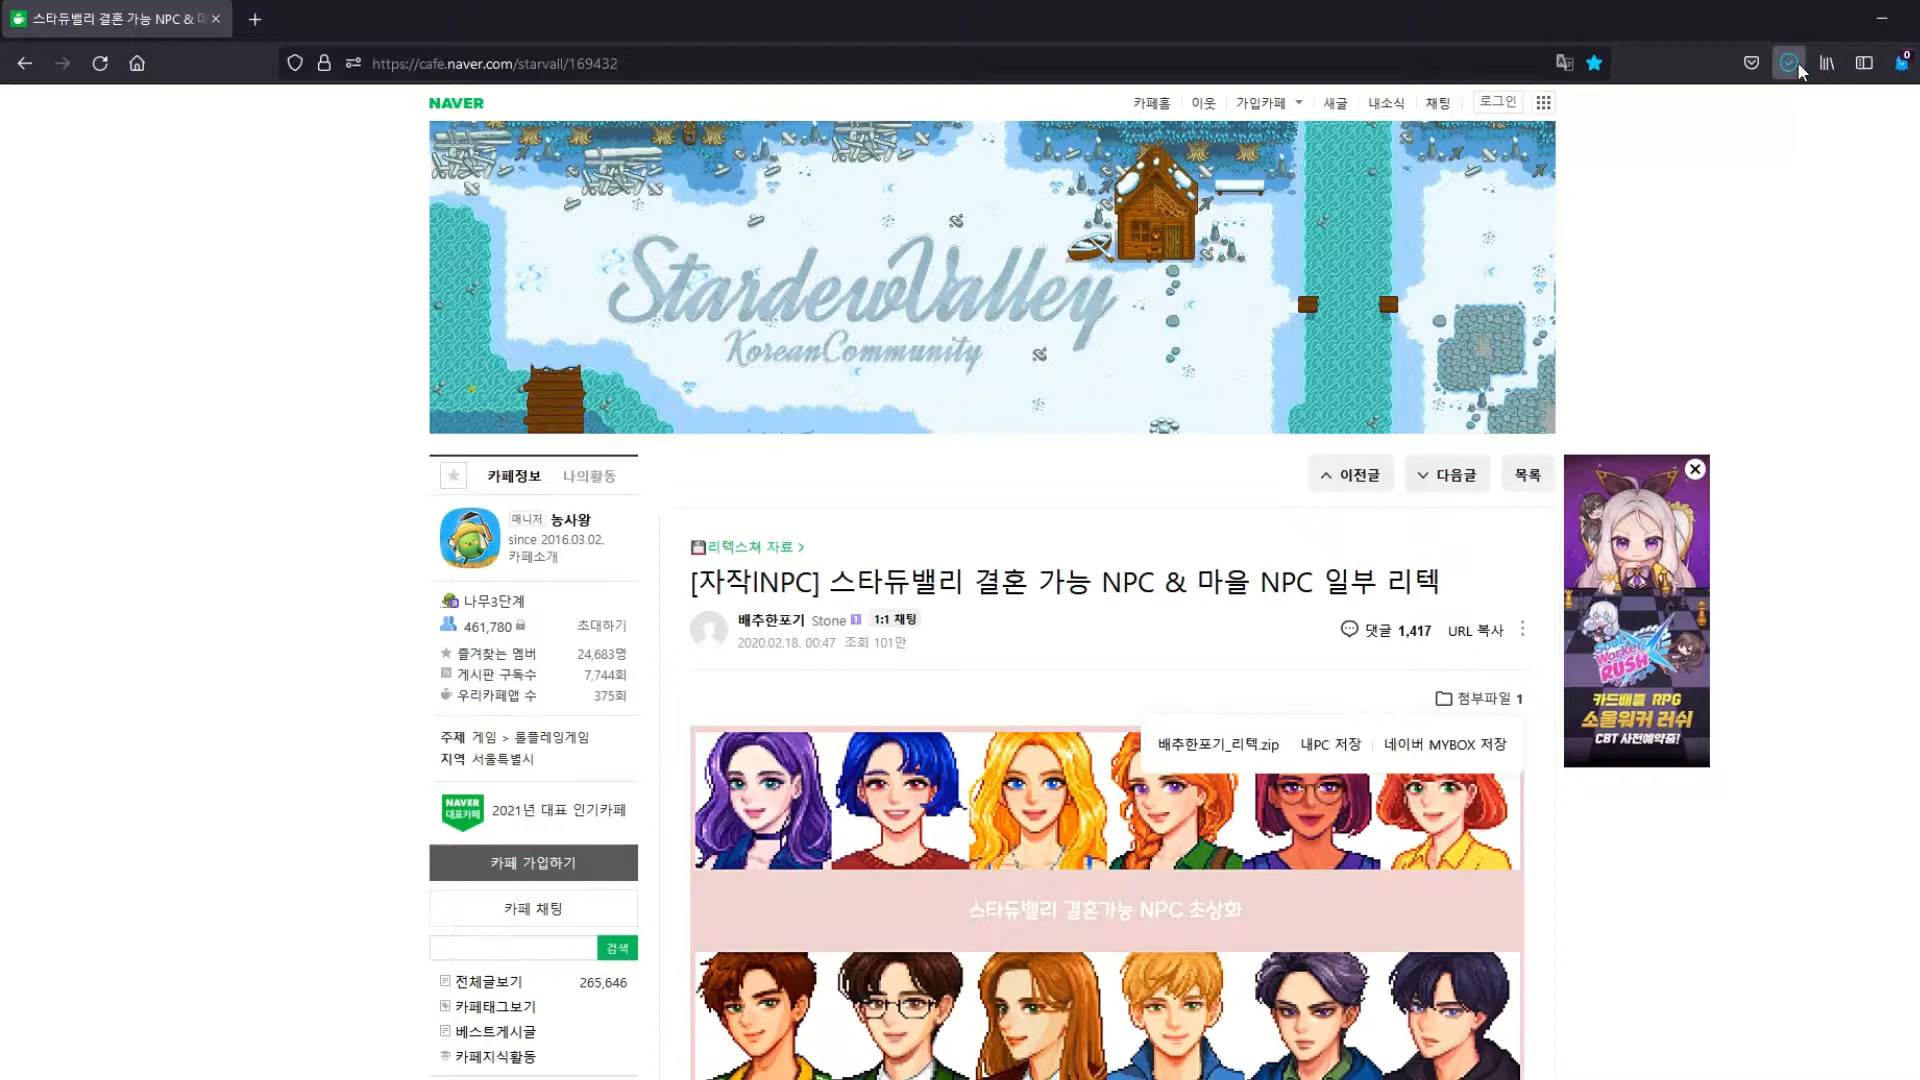 스타듀밸리 결혼 가능 NPC & 마
https://cafe.naver.com/starvall/169432
0
NAVER
카페홈 이웃 가입카페 새글 내소식 채팅 로그인
StardewValley
KoreanCommunity
카페정보 나의활동
이전글 다음글 목록
매니저 농사왕
since 2016.03.02.
카페소개
나무3단계
461,780 초대하기
즐겨찾는 멤버 24,683명
게시판 구독수 7,744회
우리카페앱 수 375회
주제 게임 > 롤플레잉게임
지역 서울특별시
NAVER
대표카페
2021년 대표 인기카페
카페 가입하기
카페 채팅
검색
전체글보기 265,646
카페태그보기
베스트게시글
카페지식활동
리텍스쳐 자료 >
[자작|NPC] 스타듀밸리 결혼 가능 NPC & 마을 NPC 일부 리텍
배추한포기 Stone 1 1:1 채팅
2020.02.18. 00:47 조회 101만
댓글 1,417 URL 복사
첨부파일 1
배추한포기_리텍.zip 내PC 저장 네이버 MYBOX 저장
스타듀밸리 결혼가능 NPC 초상화
Soul
Worker
RUSH
카드배틀 RPG
소울워커 러쉬
CBT 사전예약중!